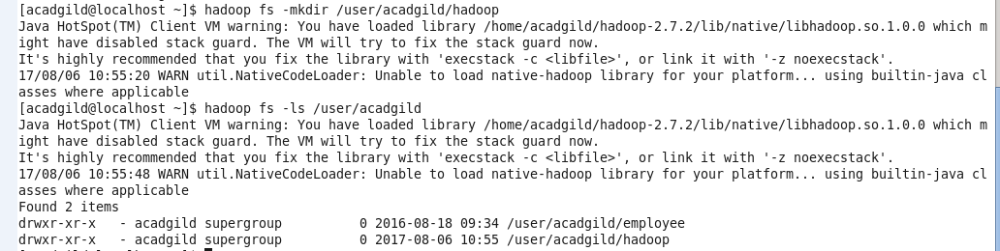 [acadgild@localhost ~]$ hadoop fs -mkdir /user/acadgild/hadoop
Java HotSpot(TM) Client VM warning: You have loaded library /home/acadgild/hadoop-2.7.2/lib/native/libhadoop.so.1.0.0 which m
ight have disabled stack guard. The VM will try to fix the stack guard now.
It's highly recommended that you fix the library with 'execstack -c <libfile>', or link it with '-z noexecstack'.
17/08/06 10:55:20 WARN util.NativeCodeLoader: Unable to load native-hadoop library for your platform... using builtin-java cl
asses where applicable
[acadgild@localhost ~]$ hadoop fs -ls /user/acadgild
Java HotSpot(TM) Client VM warning: You have loaded library /home/acadgild/hadoop-2.7.2/lib/native/libhadoop.so.1.0.0 which m
ight have disabled stack guard. The VM will try to fix the stack guard now.
It's highly recommended that you fix the library with 'execstack -c <libfile>', or link it with '-z noexecstack'.
17/08/06 10:55:48 WARN util.NativeCodeLoader: Unable to load native-hadoop library for your platform... using builtin-java cl
asses where applicable
Found 2 items
drwxr-xr-x   - acadgild supergroup          0 2016-08-18 09:34 /user/acadgild/employee
drwxr-xr-x   - acadgild supergroup          0 2017-08-06 10:55 /user/acadgild/hadoop